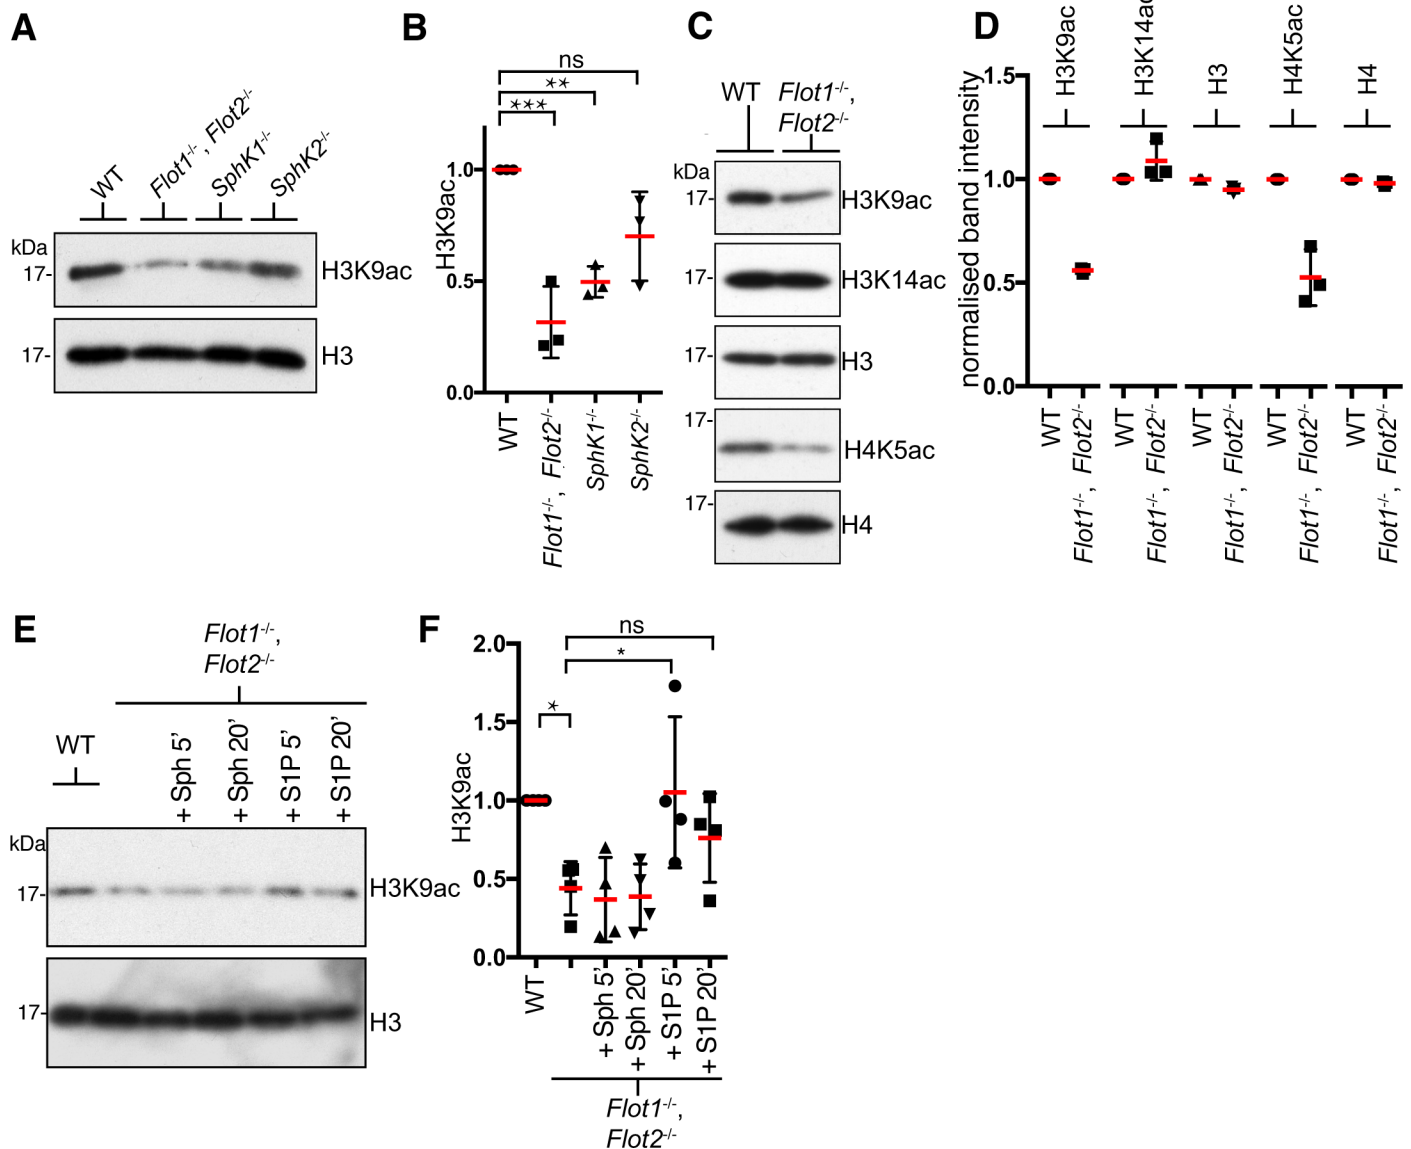 A
WT
Flot1-/-, Flot2-/-
SphK1-/-
SphK2-/-
kDa
17-
H3K9ac
17-
H3
B
ns
**
***
H3K9ac
1.0
0.5
0.0
WT
Flot1-/-, Flot2-/-
SphK1-/-
SphK2-/-
C
WT
Flot1-/-,
Flot2-/-
kDa
17-
H3K9ac
17-
H3K14ac
17-
H3
17-
H4K5ac
17-
H4
D
H3K9ac
H3K14ac
H3
H4K5ac
H4
normalised band intensity
1.5
1.0
0.5
0.0
WT
Flot1-/-, Flot2-/-
WT
Flot1-/-, Flot2-/-
WT
Flot1-/-, Flot2-/-
WT
Flot1-/-, Flot2-/-
WT
Flot1-/-, Flot2-/-
E
Flot1-/-,
Flot2-/-
WT
+ Sph 5’
+ Sph 20’
+ S1P 5’
+ S1P 20’
kDa
17-
H3K9ac
17-
H3
F
ns
*
*
H3K9ac
2.0
1.5
1.0
0.5
0.0
WT
+ Sph 5’
+ Sph 20’
+ S1P 5’
+ S1P 20’
Flot1-/-,
Flot2-/-